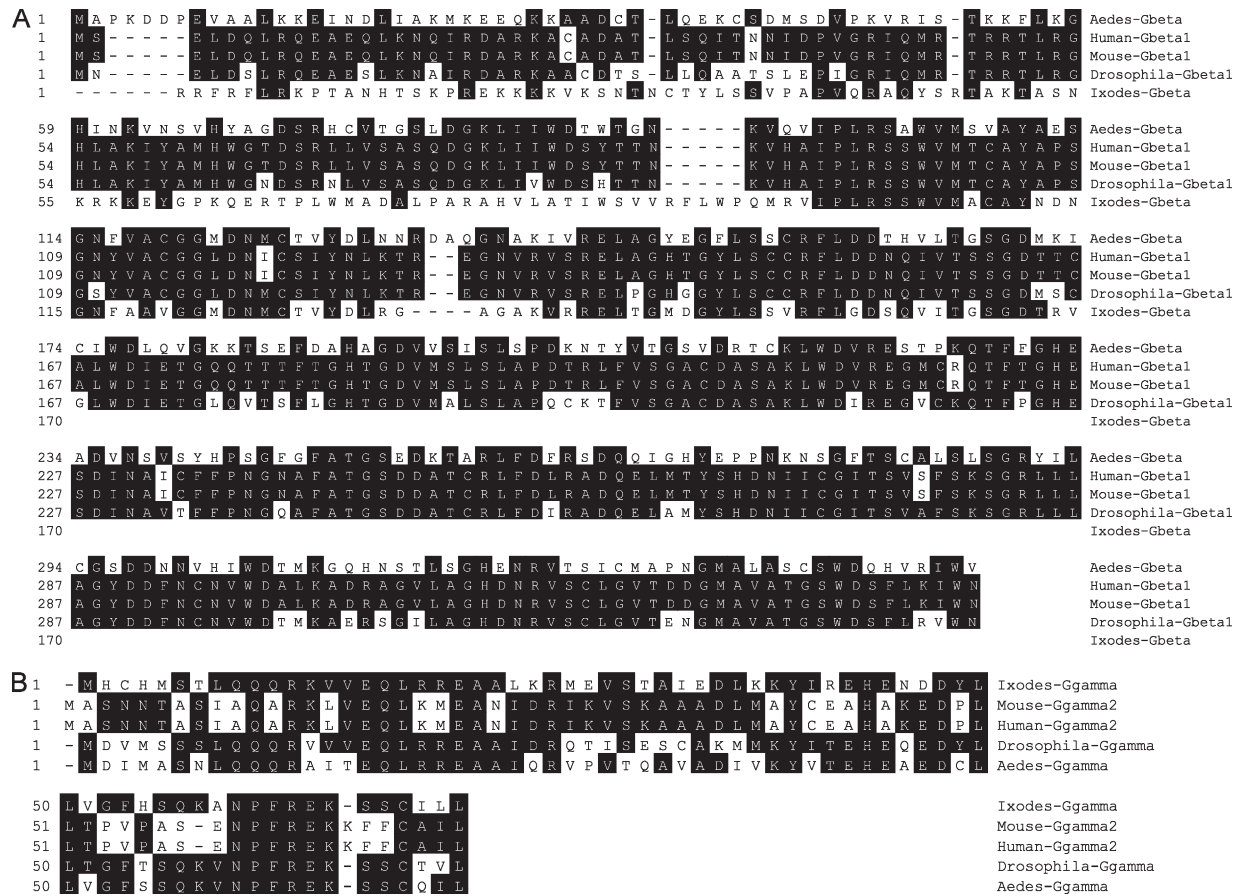 A
1 MAPKDDPEVAALKKEINDLIAKMKEEQKKAADCT-LQEKCSDMSDVPKVRIS-TKKFLKG Aedes-Gbeta
1 MS-----ELDQLRQEAEQLKNQIRDARKACADAT-LSQITNNIDPVGRIQMR-TRRTLRG Human-Gbeta1
1 MS-----ELDQLRQEAEQLKNQIRDARKACADAT-LSQITNNIDPVGRIQMR-TRRTLRG Mouse-Gbeta1
1 MN-----ELDSLRQEAESLKNAIRDARKAACDTS-LLQAATSLEPIGRIQMR-TRRTLRG Drosophila-Gbeta1
1 ------RRFRFLRKPTANHTSKPREKKKKVKSNTNCTYLSSVPAPVQRAQYSRTAKTASN Ixodes-Gbeta
59 HINKVNSVHYAGDSRHCVTGSLDGKLIIWDTWTGN-----KVQVIPLRSAWVMSVAYAES Aedes-Gbeta
54 HLAKIYAMHWGTDSRLLVSASQDGKLIIWDSYTTN-----KVHAIPLRSSWVMTCAYAPS Human-Gbeta1
54 HLAKIYAMHWGTDSRLLVSASQDGKLIIWDSYTTN-----KVHAIPLRSSWVMTCAYAPS Mouse-Gbeta1
54 HLAKIYAMHWGNDSRNLVSASQDGKLIVWDSHTTN-----KVHAIPLRSSWVMTCAYAPS Drosophila-Gbeta1
55 KRKKEYGPKQERTPLWMADALPARAHVLATIWSVVRFLWPQMRVIPLRSSWVMACAYNDN Ixodes-Gbeta
114 GNFVACGGMDNMCTVYDLNNRDAQGNAKIVRELAGYEGFLSSCRFLDDTHVLTGSGDMKI Aedes-Gbeta
109 GNYVACGGLDNICSIYNLKTR--EGNVRVSRELAGHTGYLSCCRFLDDNQIVTSSGDTTC Human-Gbeta1
109 GNYVACGGLDNICSIYNLKTR--EGNVRVSRELAGHTGYLSCCRFLDDNQIVTSSGDTTC Mouse-Gbeta1
109 GSYVACGGLDNMCSIYNLKTR--EGNVRVSRELPGHGGYLSCCRFLDDNQIVTSSGDMSC Drosophila-Gbeta1
115 GNFAAVGGMDNMCTVYDLRG----AGAKVRRELTGMDGYLSSVRFLGDSQVITGSGDTRV Ixodes-Gbeta
174 CIWDLQVGKKTSEFDAHAGDVVSISLSPDKNTYVTGSVDRTCKLWDVRESTPKQTFFGHE Aedes-Gbeta
167 ALWDIETGQQTTTFTGHTGDVMSLSLAPDTRLFVSGACDASAKLWDVREGMCRQTFTGHE Human-Gbeta1
167 ALWDIETGQQTTTFTGHTGDVMSLSLAPDTRLFVSGACDASAKLWDVREGMCRQTFTGHE Mouse-Gbeta1
167 GLWDIETGLQVTSFLGHTGDVMALSLAPQCKTFVSGACDASAKLWDIREGVCKQTFPGHE Drosophila-Gbeta1
170 Ixodes-Gbeta
234 ADVNSVSYHPSGFGFATGSEDKTARLFDFRSDQQIGHYEPPNKNSGFTSCALSLSGRYIL Aedes-Gbeta
227 SDINAICFFPNGNAFATGSDDATCRLFDLRADQELMTYSHDNIICGITSVSFSKSGRLLL Human-Gbeta1
227 SDINAICFFPNGNAFATGSDDATCRLFDLRADQELMTYSHDNIICGITSVSFSKSGRLLL Mouse-Gbeta1
227 SDINAVTFFPNGQAFATGSDDATCRLFDIRADQELAMYSHDNIICGITSVAFSKSGRLLL Drosophila-Gbeta1
170 Ixodes-Gbeta
294 CGSDDNNVHIWDTMKGQHNSTLSGHENRVTSICMAPNGMALASCSWDQHVRIWV Aedes-Gbeta
287 AGYDDFNCNVWDALKADRAGVLAGHDNRVSCLGVTDDGMAVATGSWDSFLKIWN Human-Gbeta1
287 AGYDDFNCNVWDALKADRAGVLAGHDNRVSCLGVTDDGMAVATGSWDSFLKIWN Mouse-Gbeta1
287 AGYDDFNCNVWDTMKAERSGILAGHDNRVSCLGVTENGMAVATGSWDSFLRVWN Drosophila-Gbeta1
170 Ixodes-Gbeta
B
1 -MHCHMSTLQQQRKVVEQLRREAALKRMEVSTAIEDLKKYIREHENDDYL Ixodes-Ggamma
1 MASNNTASIAQARKLVEQLKMEANIDRIKVSKAAADLMAYCEAHAKEDPL Mouse-Ggamma2
1 MASNNTASIAQARKLVEQLKMEANIDRIKVSKAAADLMAYCEAHAKEDPL Human-Ggamma2
1 -MDVMSSSLQQQRVVVEQLRREAAIDRQTISESCAKMMKYITEHEQEDYL Drosophila-Ggamma
1 -MDIMASNLQQQRAITEQLRREAAIQRVPVTQAVADIVKYVTEHEAEDCL Aedes-Ggamma
50 LVGFHSQKANPFREK-SSCILL Ixodes-Ggamma
51 LTPVPAS-ENPFREKKFFCAIL Mouse-Ggamma2
51 LTPVPAS-ENPFREKKFFCAIL Human-Ggamma2
50 LTGFTSQKVNPFREK-SSCTVL Drosophila-Ggamma
50 LVGFSSQKVNPFREK-SSCQIL Aedes-Ggamma